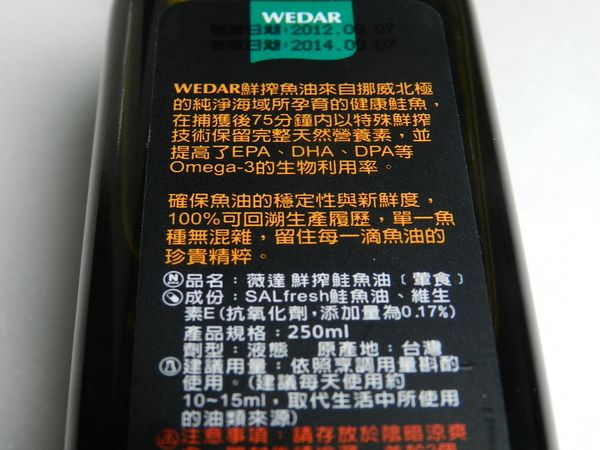 WEDAR
製造日期:2012.09.07
有效日期:2014.09.07
WEDAR鮮搾魚油來自挪威北極
的純淨海域所孕育的健康鮭魚,
在捕獲後75分鐘內以特殊鮮搾
技術保留完整天然營養素,並
提高了EPA、DHA、DPA等
Omega-3的生物利用率。
確保魚油的穩定性與新鮮度,
100%可回溯生產履歷,單一魚
種無混雜,留住每一滴魚油的
珍貴精粹。
品名:薇達 鮮搾鮭魚油﹝葷食﹞
成份:SALfresh鮭魚油、維生
素E(抗氧化劑,添加量為0.17%)
產品規格:250ml
劑型:液態 原產地:台灣
建議用量:依照烹調用量斟酌
使用。(建議每天使用約
10~15ml,取代生活中所使用
的油類來源)
注意事項:請存放於陰暗涼爽